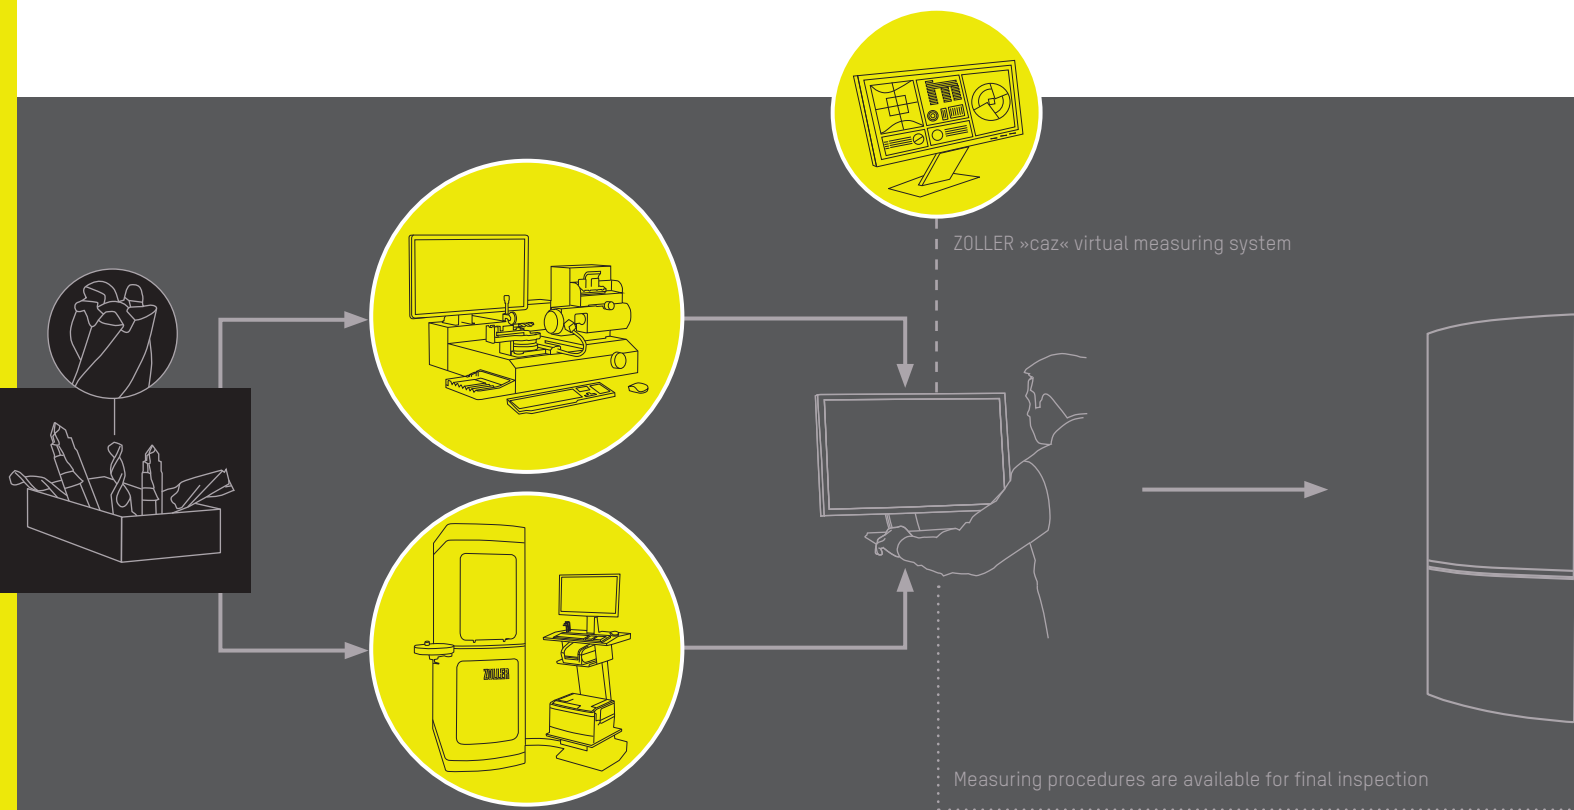 ZOLLER »caz« virtual measuring system
ZOLLER
Measuring procedures are available for final inspection